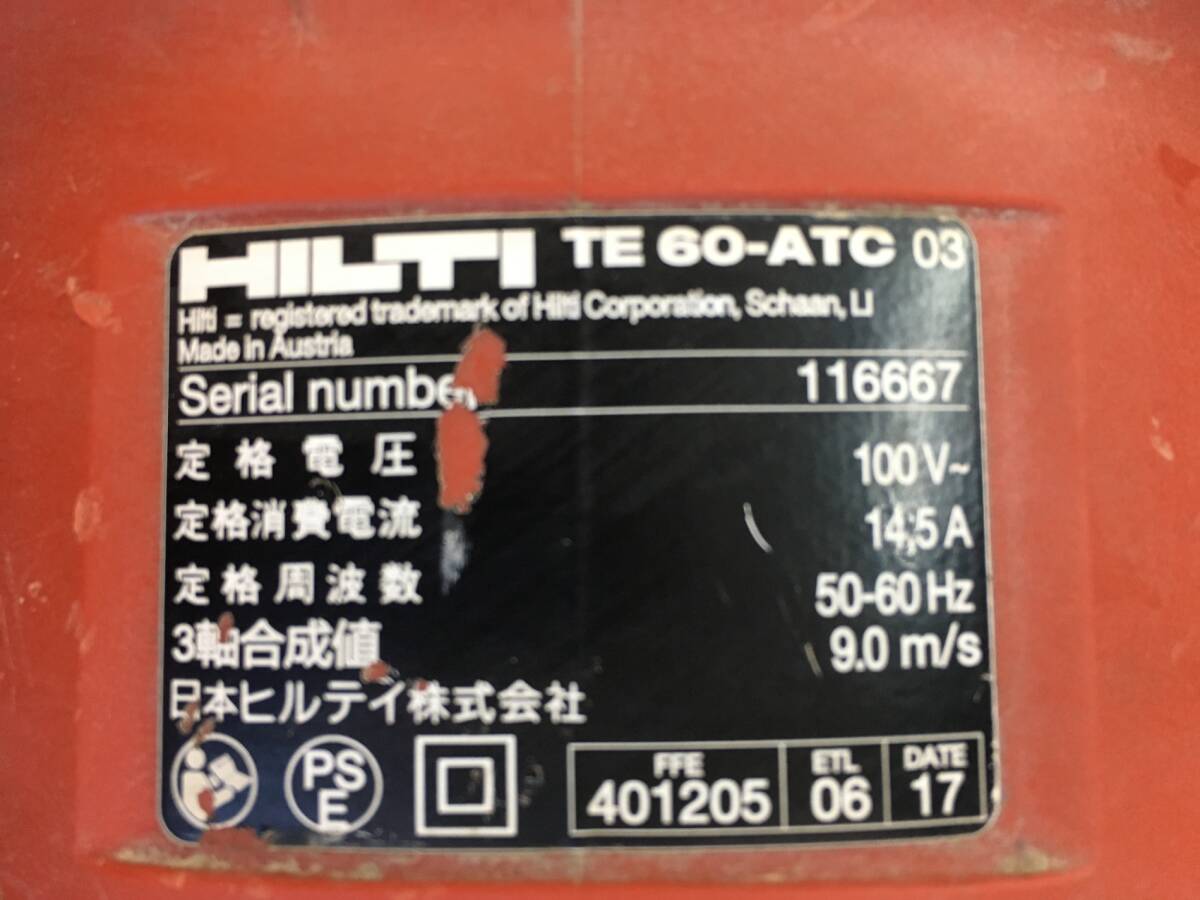 HILTI TE 60-ATC 03
Hilti = registered trademark of Hilti Corporation, Schaan, LI
Made in Austria
Serial number 116667
定格電圧 100 V~
定格消費電流 14,5 A
定格周波数 50-60 Hz
3軸合成値 9.0 m/s
日本ヒルティ株式会社
PSE
FFE ETL DATE
401205 06 17